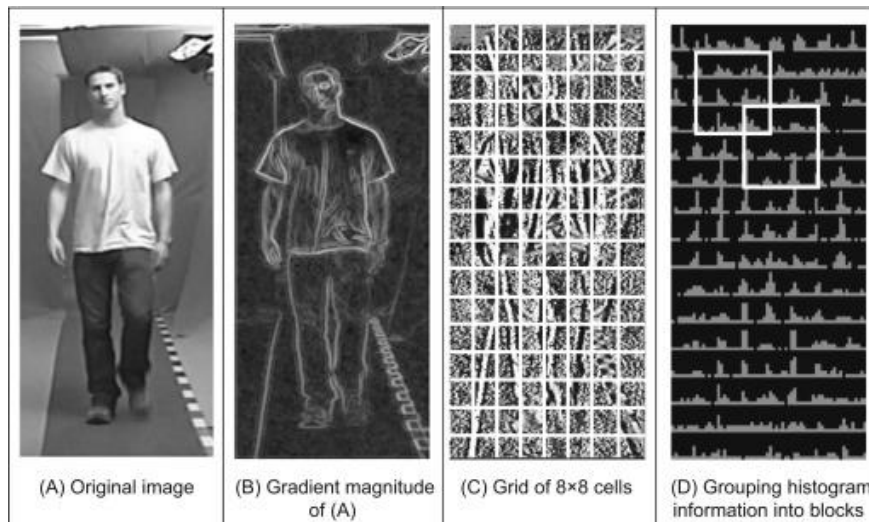 (A) Original image
(B) Gradient magnitude
of (A)
(C) Grid of 8×8 cells
(D) Grouping histogram
information into blocks